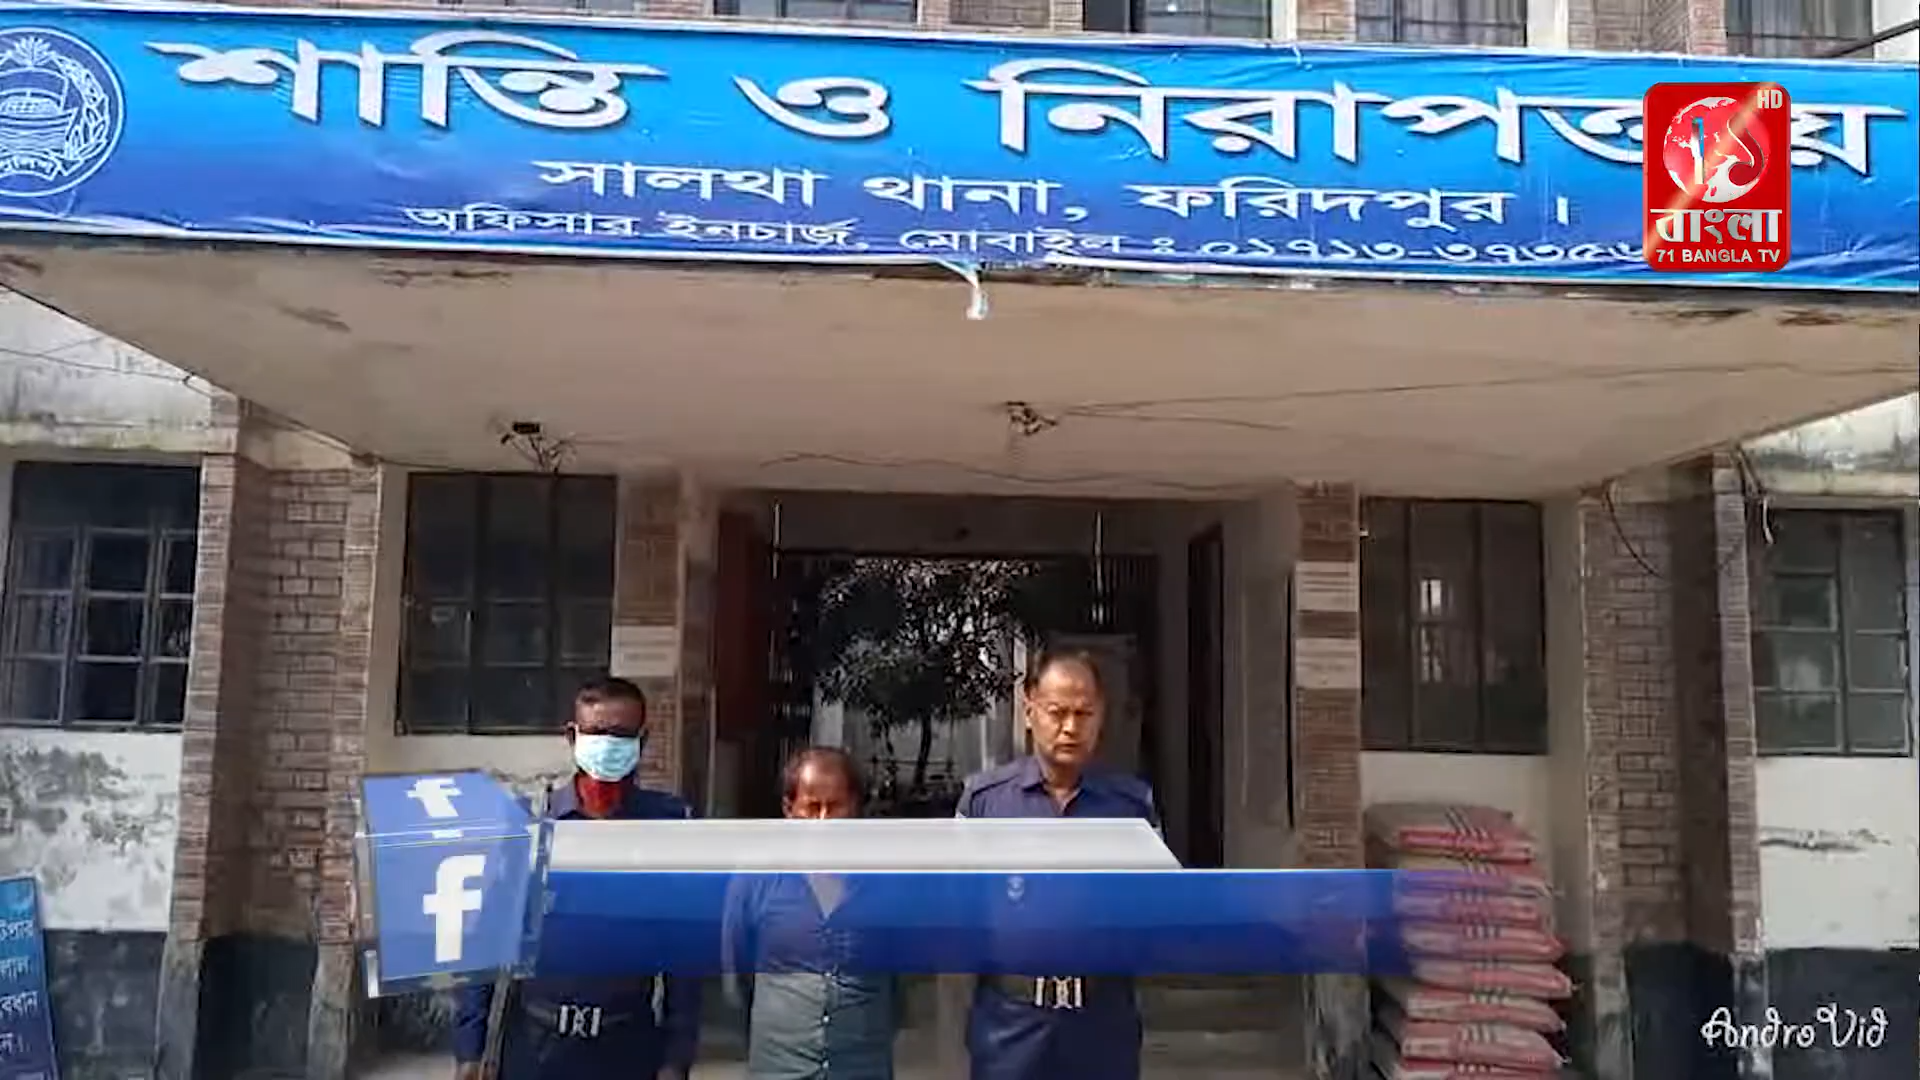 শান্তি ও নিরাপত্তায়
সালথা থানা, ফরিদপুর ।
অফিসার ইনচার্জ, মোবাইল ঃ ০১৭১৩-৩৭৩৫৬
পুলিশ
HD
বাংলা
71 BANGLA TV
f
f
AndroVid